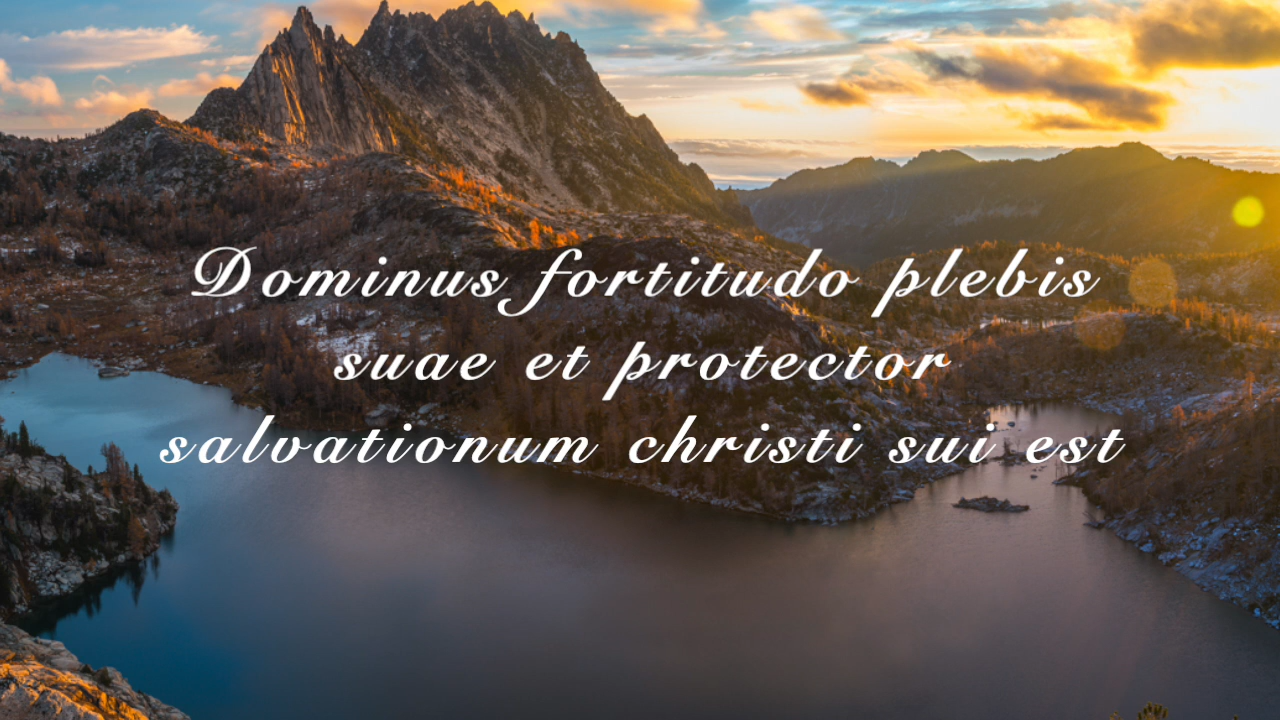 Dominus fortitudo plebis
suae et protector
salvationum christi sui est